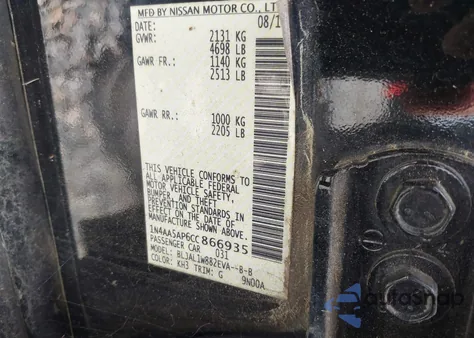 MFD BY NISSAN MOTOR CO., LT
DATE: 08/1
GVWR: 2131 KG
4698 LB
GAWR FR.: 1140 KG
2513 LB
GAWR RR.: 1000 KG
2205 LB
THIS VEHICLE CONFORMS TO
ALL APPLICABLE FEDERAL
MOTOR VEHICLE SAFETY,
BUMPER AND THEFT
PREVENTION STANDARDS IN
EFFECT ON THE DATE OF
MANUFACTURE SHOWN ABOVE.
1N4AA5AP6CC866935
PASSENGER CAR 031
MODEL: BLJALTW882EVA--B-B
COLOR: KH3 TRIM: G 9N00A
autosnap